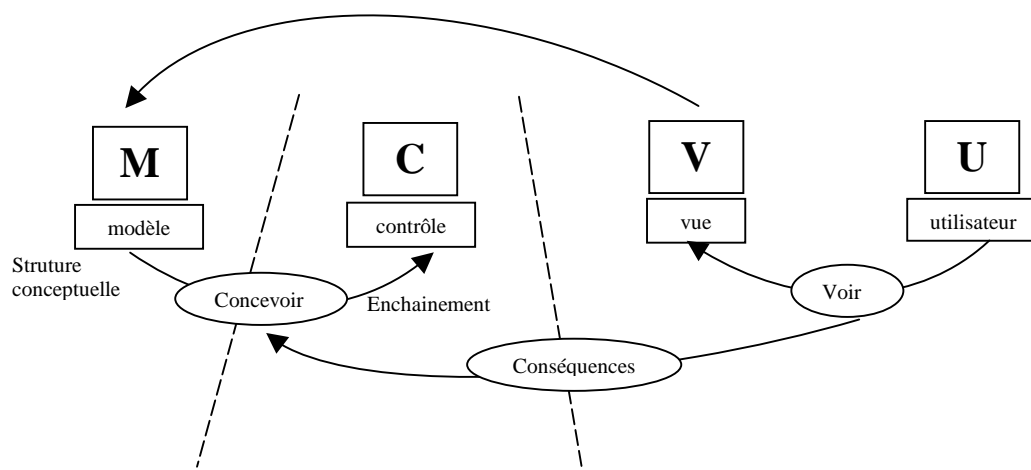 M
C
V
U
modèle
contrôle
vue
utilisateur
Struture
conceptuelle
Concevoir
Enchainement
Voir
Conséquences